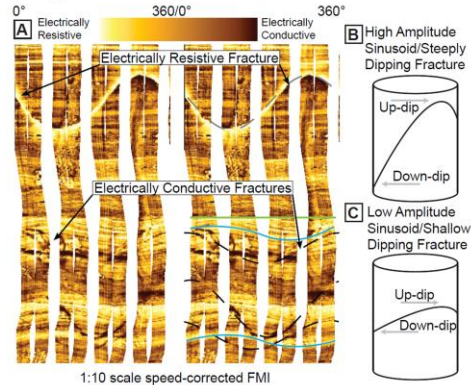 0° 360/0° 360°
A
Electrically
Resistive
Electrically
Conductive
Electrically Resistive Fracture
Electrically Conductive Fractures
1:10 scale speed-corrected FMI
B High Amplitude
Sinusoid/Steeply
Dipping Fracture
Up-dip
Down-dip
C Low Amplitude
Sinusoid/Shallow
Dipping Fracture
Up-dip
Down-dip